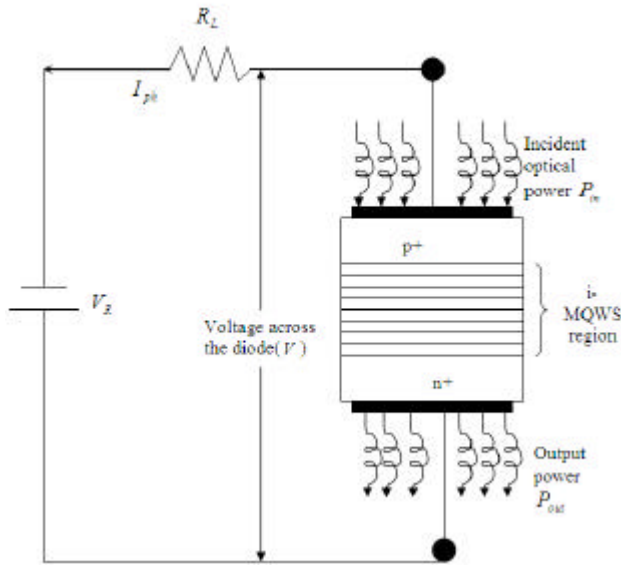 R_L
I_ph
Incident
optical
power P_in
p+
i-
MQWS
region
V_R
Voltage across
the diode(V)
n+
Output
power
P_out